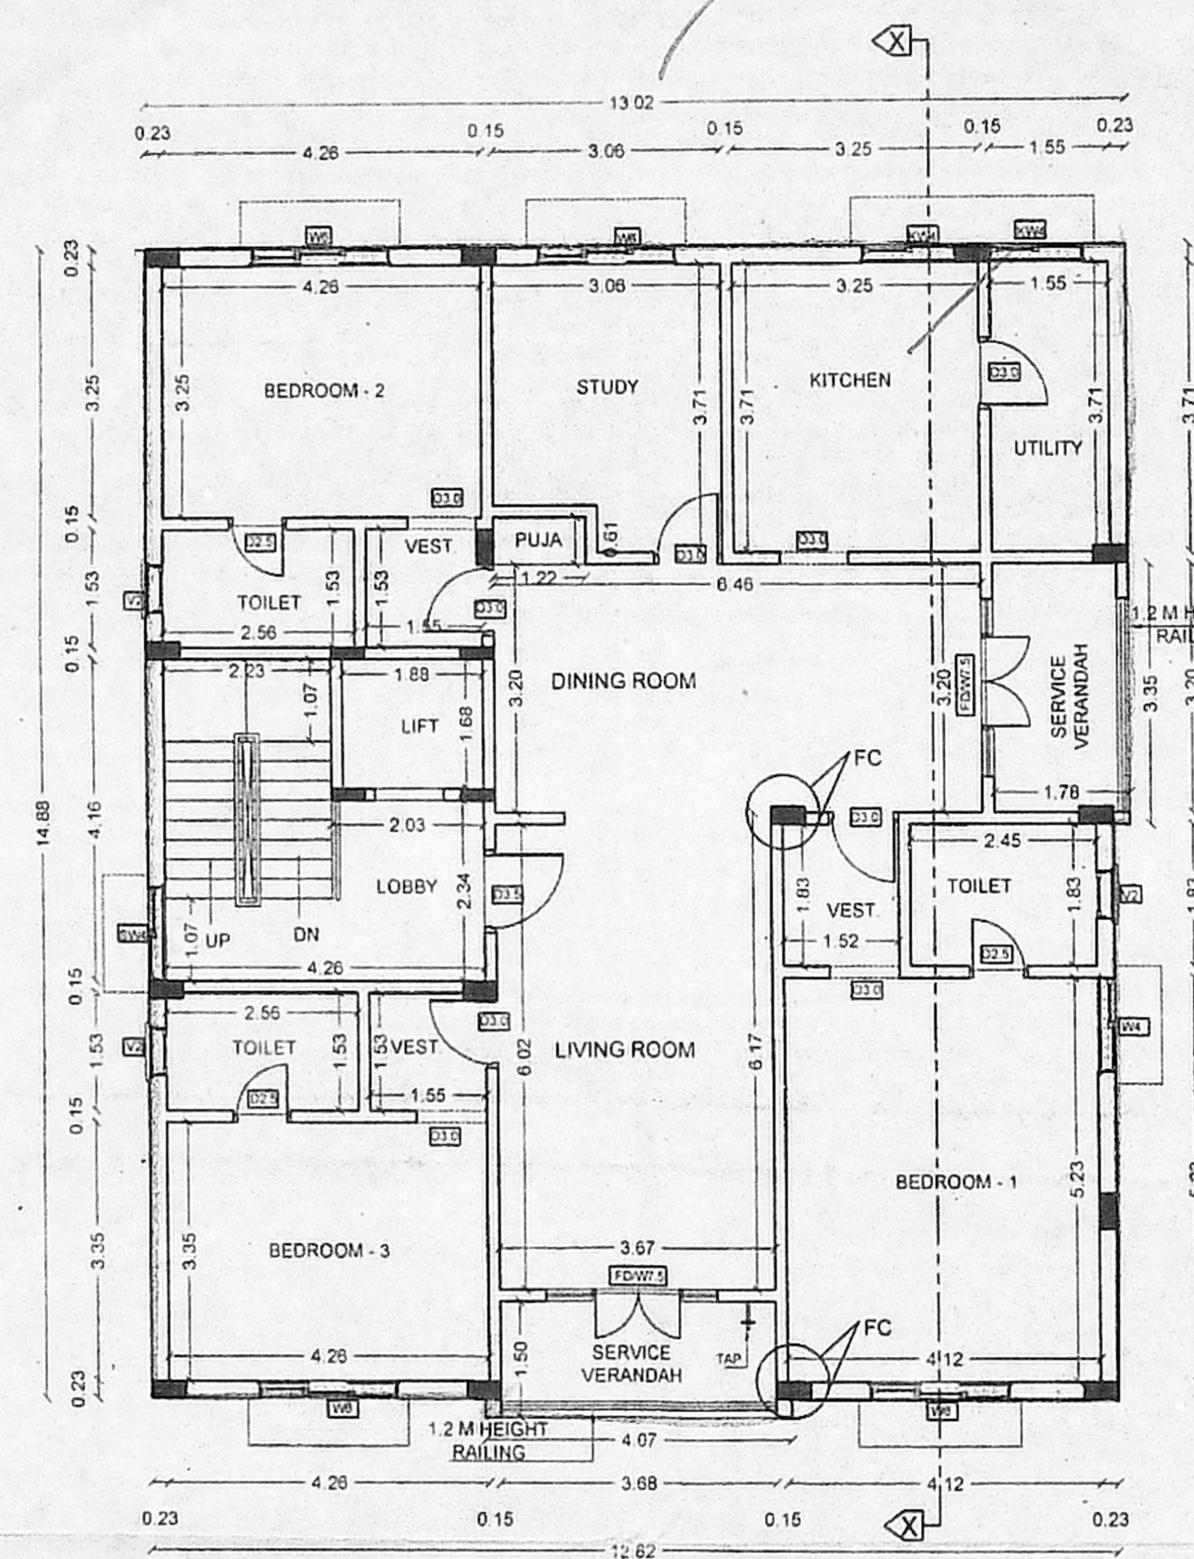 X
13.02
0.23 0.15 0.15 0.15 0.23
4.26 3.06 3.25 1.55
W6 W6 KW4 KW4
0.23
4.26 3.06 3.25 1.55
3.25 3.25 BEDROOM - 2 STUDY 3.71 3.71 KITCHEN D3.0 3.71 3.71
UTILITY
D3.0
0.15 D2.5 VEST. PUJA .61 D3.0 D3.0
1.22 6.46
V2 1.53 TOILET 1.53 1.53 D3.0
2.56 1.55
1.2 M H
RAIL
0.15
2.23 1.88
1.07 LIFT 1.68 3.20 DINING ROOM 3.20 FD/W7.5 SERVICE
VERANDAH 3.35 3.20
FC
1.78
14.88 4.16 2.03 D3.0 2.45
LOBBY 2.34 D3.5 1.83 TOILET 1.83 V2 1.83
VEST.
SW4 1.07 UP DN 1.52 D2.5
4.26
0.15 D3.0
2.56 D3.0
V2 1.53 TOILET 1.53 1.53 VEST. 6.02 LIVING ROOM 6.17 W4
D2.5 1.55
0.15 D3.0
BEDROOM - 1 5.23
3.35 3.35 BEDROOM - 3 3.67
FD/W7.5
FC
4.26 1.50 SERVICE
VERANDAH TAP 4.12
0.23 W6 W6
1.2 M HEIGHT
RAILING 4.07
4.26 3.68 4.12
0.23 0.15 0.15 X 0.23
12.62